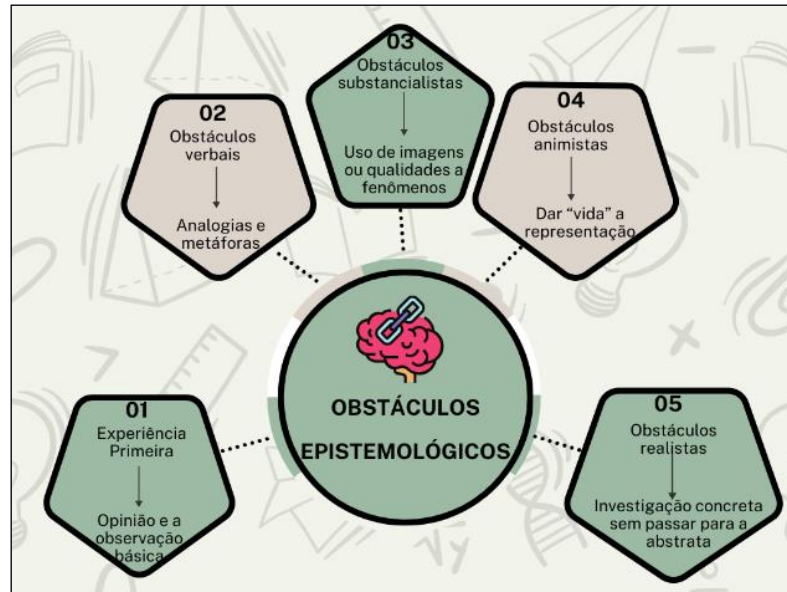 01
Experiência
Primeira
Opinião e a
observação
básica
02
Obstáculos
verbais
Analogias e
metáforas
03
Obstáculos
substancialistas
Uso de imagens
ou qualidades a
fenômenos
04
Obstáculos
animistas
Dar “vida” a
representação
05
Obstáculos
realistas
Investigação concreta
sem passar para a
abstrata
OBSTÁCULOS
EPISTEMOLÓGICOS
√y